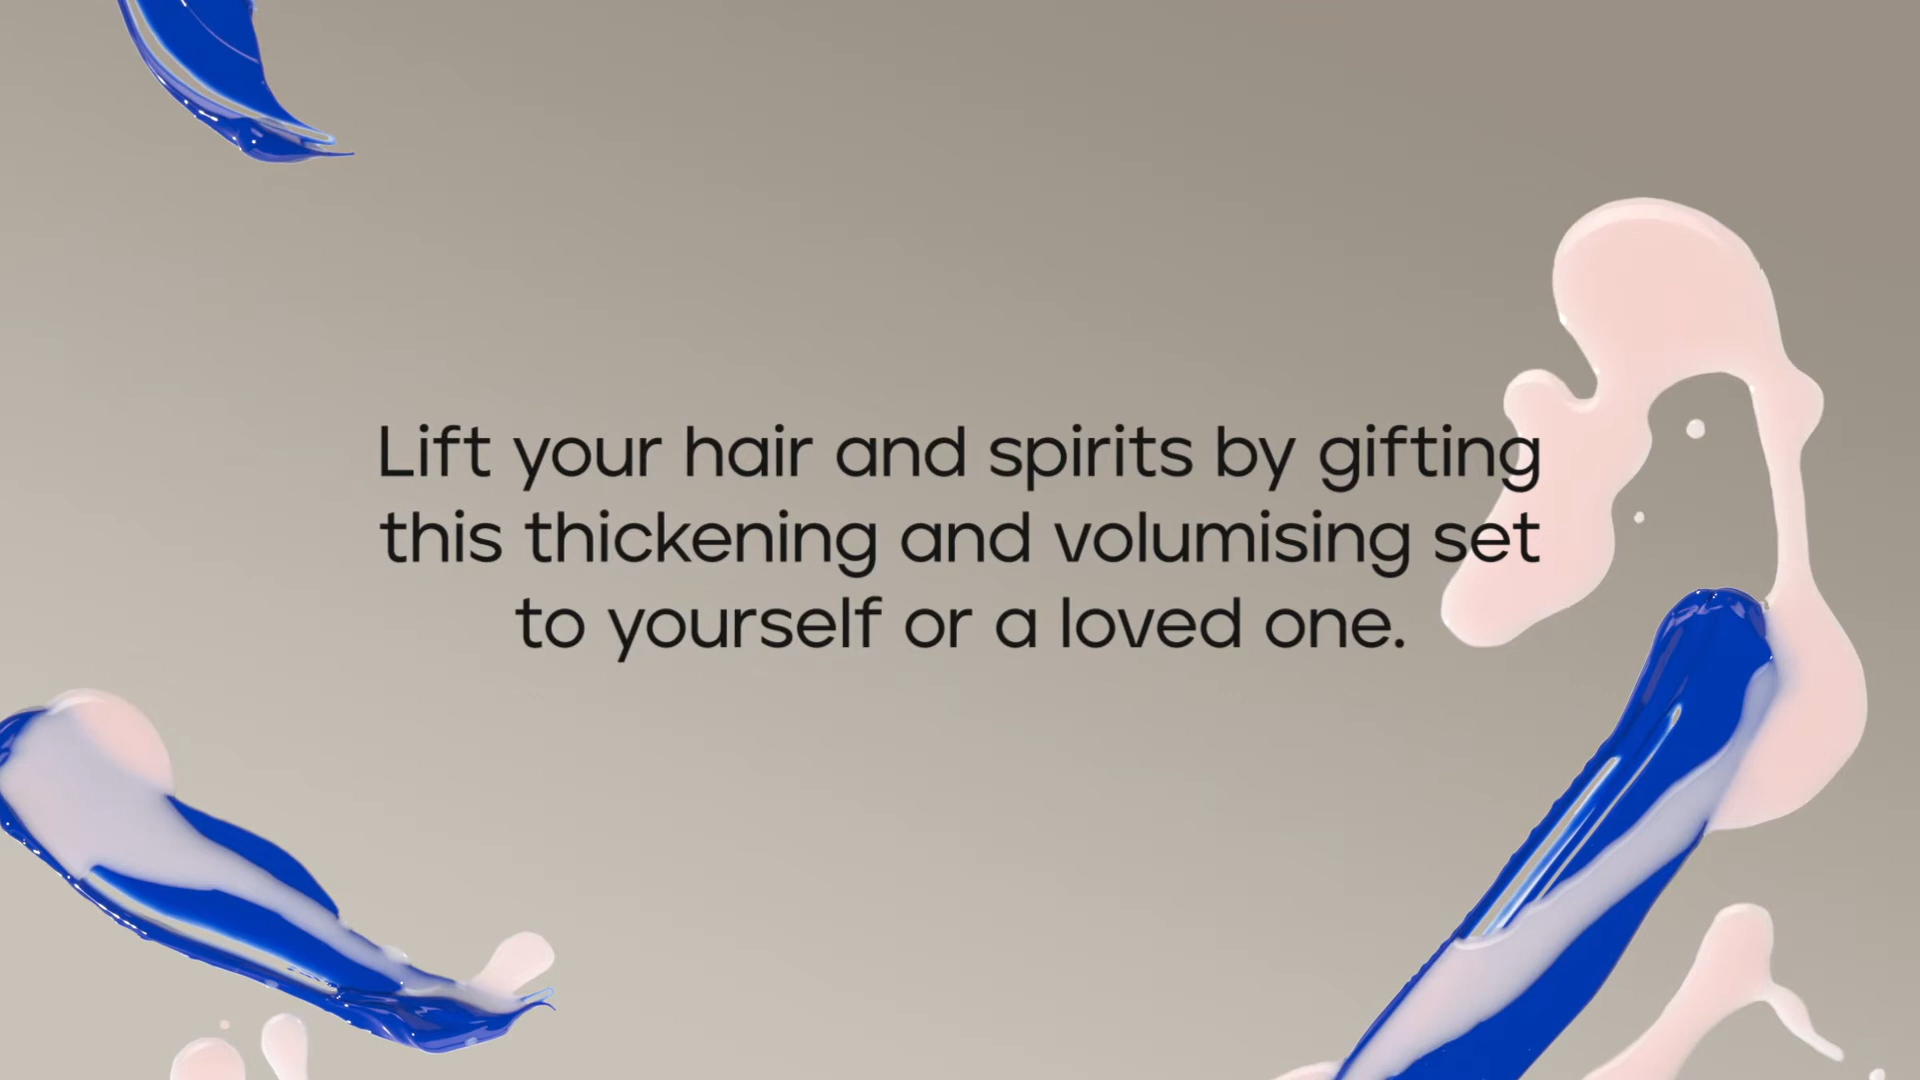 Lift your hair and spirits by gifting
this thickening and volumising set
to yourself or a loved one.